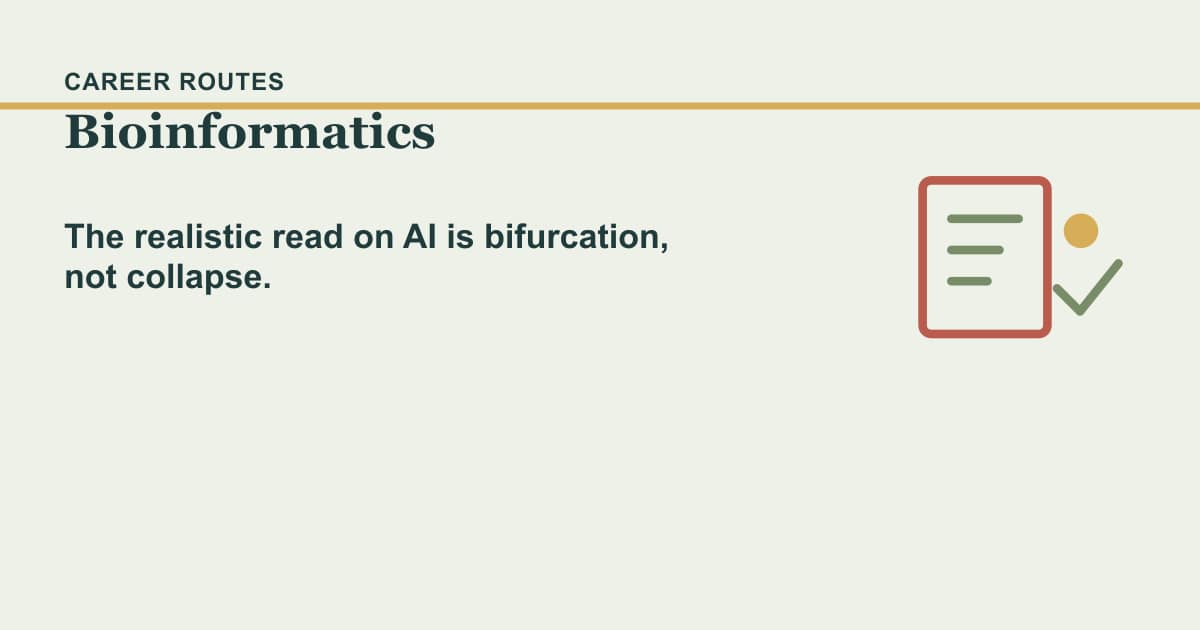 CAREER ROUTES
Bioinformatics
The realistic read on AI is bifurcation,
not collapse.